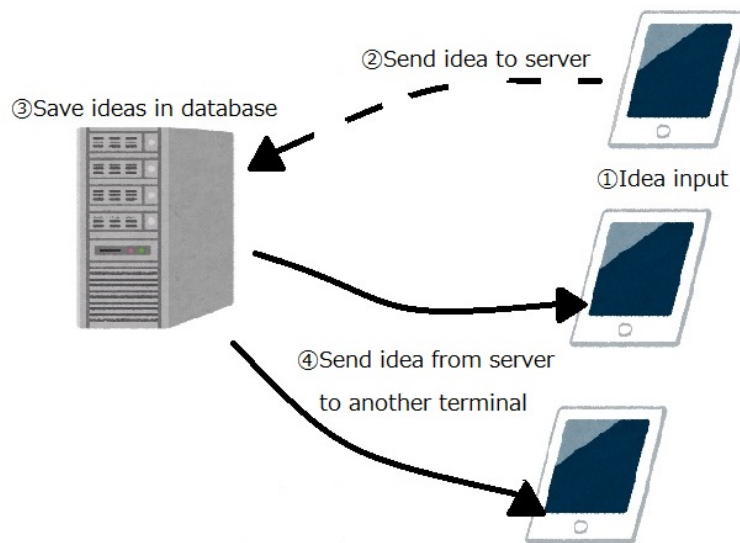 ②Send idea to server
③Save ideas in database
①Idea input
④Send idea from server
to another terminal